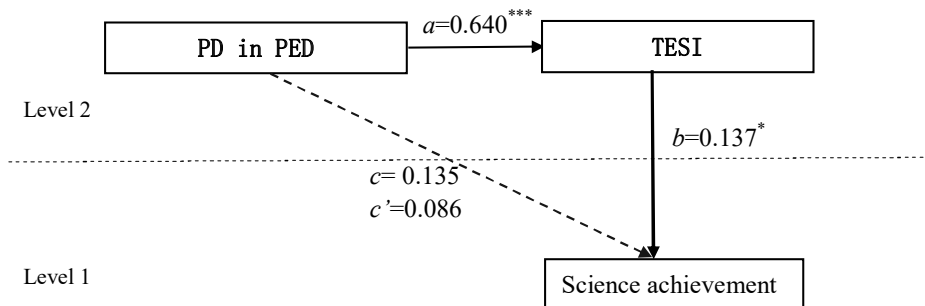 a=0.640***
PD in PED
TESI
Level 2
b=0.137*
c= 0.135
c’=0.086
Level 1
Science achievement